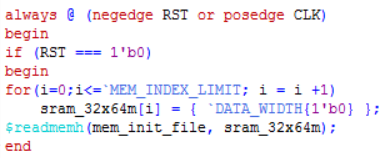 always @ (negedge RST or posedge CLK)
begin
if (RST === 1'b0)
begin
for(i=0;i<=`MEM_INDEX_LIMIT; i = i +1)
sram_32x64m[i] = { `DATA_WIDTH{1'b0} };
$readmemh(mem_init_file, sram_32x64m);
end